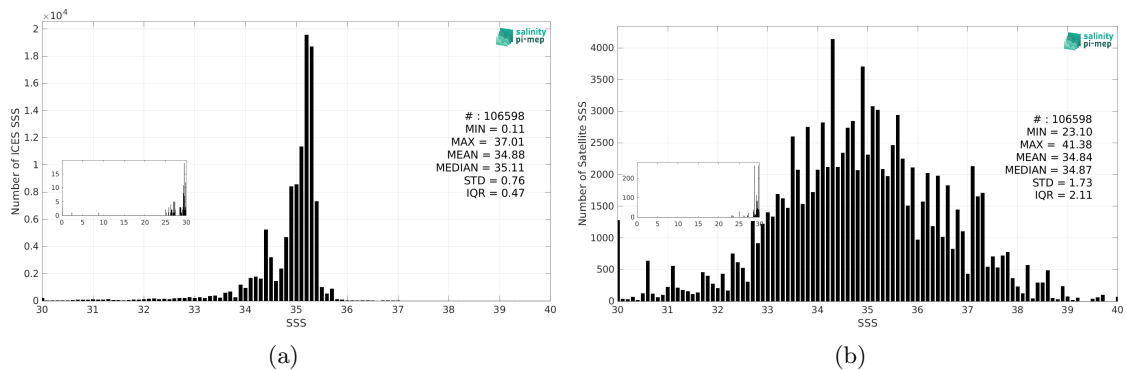 ×10⁴
2
1.8
1.6
1.4
1.2
1
0.8
0.6
0.4
0.2
0
Number of ICES SSS
30 31 32 33 34 35 36 37 38 39 40
SSS
salinity
pi-mep
# : 106598
MIN = 0.11
MAX = 37.01
MEAN = 34.88
MEDIAN = 35.11
STD = 0.76
IQR = 0.47
15
10
5
0
0 5 10 15 20 25 30
(a)
4000
3500
3000
2500
2000
1500
1000
500
0
Number of Satellite SSS
30 31 32 33 34 35 36 37 38 39 40
SSS
salinity
pi-mep
# : 106598
MIN = 23.10
MAX = 41.38
MEAN = 34.84
MEDIAN = 34.87
STD = 1.73
IQR = 2.11
200
100
0
0 5 10 15 20 25 30
(b)